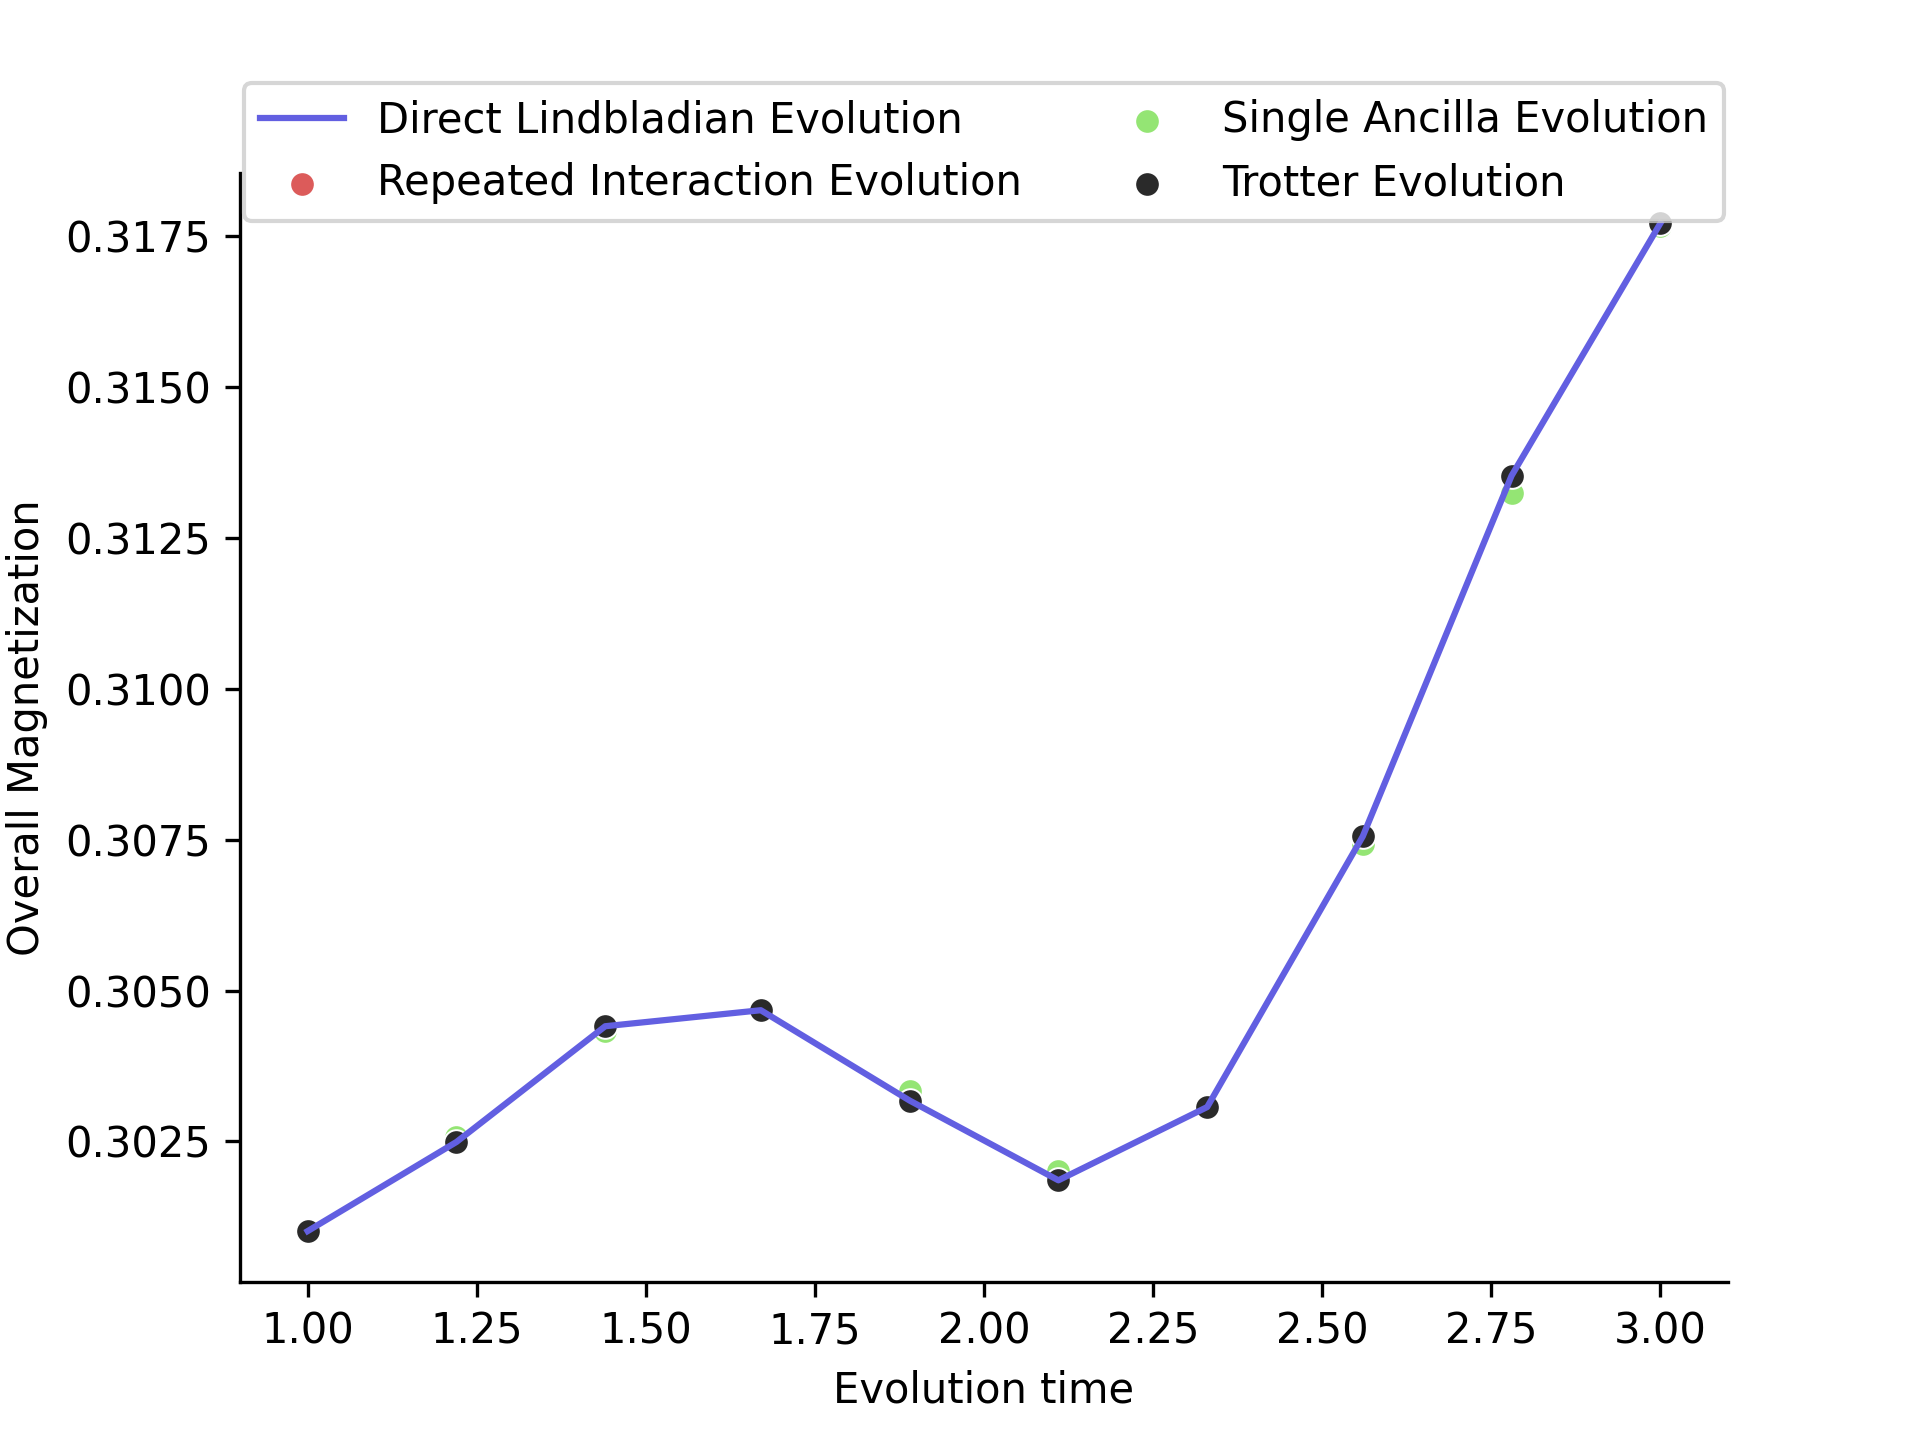 Direct Lindbladian Evolution
Repeated Interaction Evolution
Single Ancilla Evolution
Trotter Evolution
0.3175
0.3150
0.3125
0.3100
0.3075
0.3050
0.3025
Overall Magnetization
1.00 1.25 1.50 1.75 2.00 2.25 2.50 2.75 3.00
Evolution time